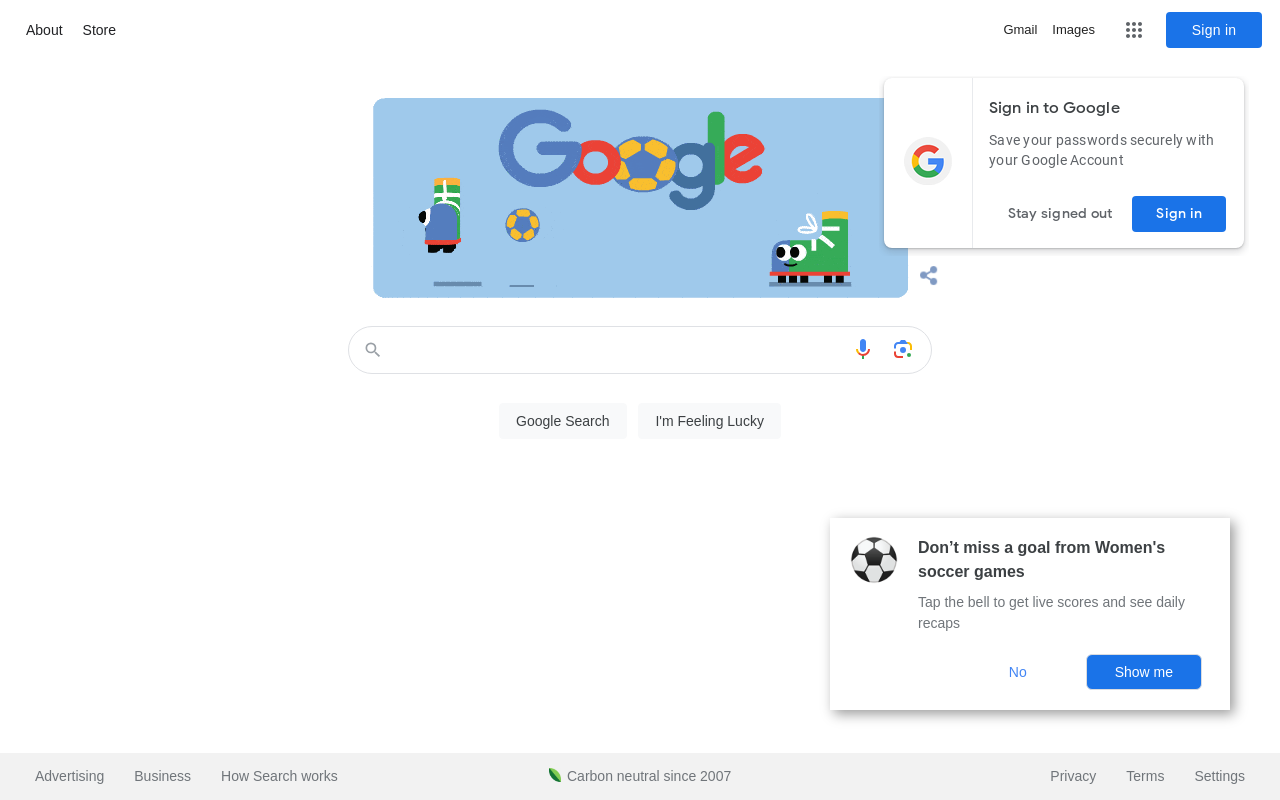 About Store Gmail Images Sign in
Google
Sign in to Google
Save your passwords securely with
your Google Account
Stay signed out Sign in
Google Search I'm Feeling Lucky
Don’t miss a goal from Women's
soccer games
Tap the bell to get live scores and see daily
recaps
No Show me
Advertising Business How Search works Carbon neutral since 2007 Privacy Terms Settings